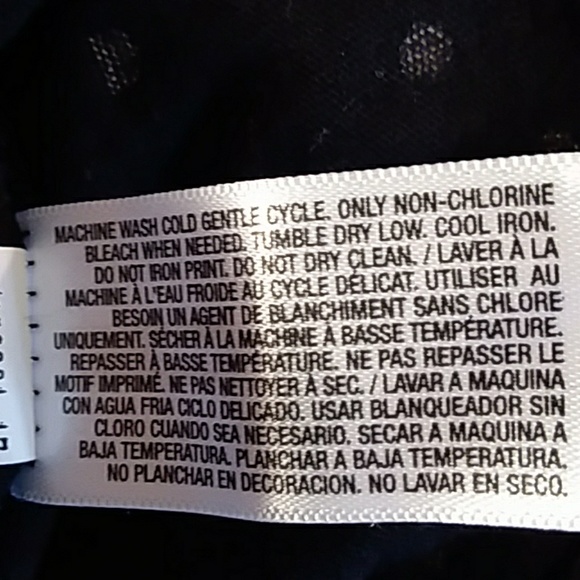 MACHINE WASH COLD GENTLE CYCLE. ONLY NON-CHLORINE
BLEACH WHEN NEEDED. TUMBLE DRY LOW. COOL IRON.
DO NOT IRON PRINT. DO NOT DRY CLEAN. / LAVER À LA
MACHINE À L'EAU FROIDE AU CYCLE DÉLICAT. UTILISER AU
BESOIN UN AGENT DE BLANCHIMENT SANS CHLORE
UNIQUEMENT. SÉCHER À LA MACHINE À BASSE TEMPÉRATURE.
REPASSER À BASSE TEMPÉRATURE. NE PAS REPASSER LE
MOTIF IMPRIMÉ. NE PAS NETTOYER À SEC. / LAVAR A MAQUINA
CON AGUA FRIA CICLO DELICADO. USAR BLANQUEADOR SIN
CLORO CUANDO SEA NECESARIO. SECAR A MAQUINA A
BAJA TEMPERATURA. PLANCHAR A BAJA TEMPERATURA.
NO PLANCHAR EN DECORACION. NO LAVAR EN SECO.